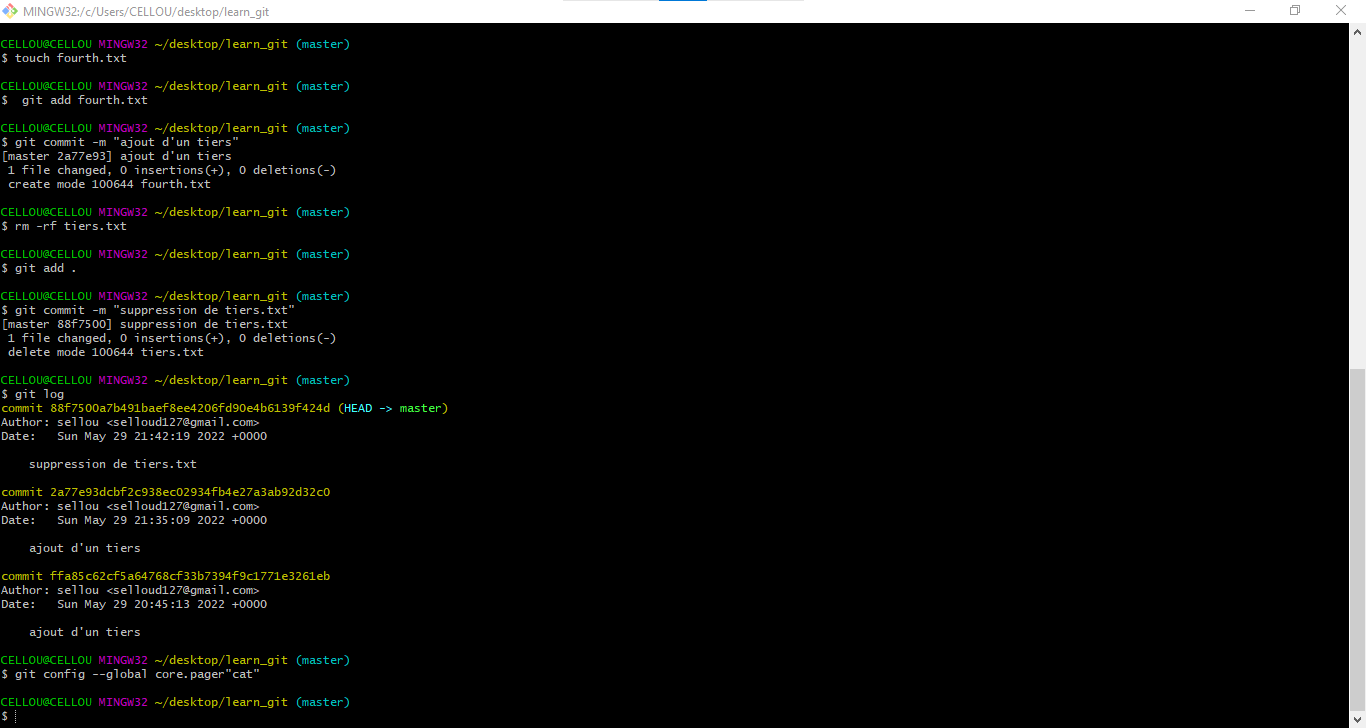 MINGW32:/c/Users/CELLOU/desktop/learn_git
CELLOU@CELLOU MINGW32 ~/desktop/learn_git (master)
$ touch fourth.txt
CELLOU@CELLOU MINGW32 ~/desktop/learn_git (master)
$  git add fourth.txt
CELLOU@CELLOU MINGW32 ~/desktop/learn_git (master)
$ git commit -m "ajout d'un tiers"
[master 2a77e93] ajout d'un tiers
 1 file changed, 0 insertions(+), 0 deletions(-)
 create mode 100644 fourth.txt
CELLOU@CELLOU MINGW32 ~/desktop/learn_git (master)
$ rm -rf tiers.txt
CELLOU@CELLOU MINGW32 ~/desktop/learn_git (master)
$ git add .
CELLOU@CELLOU MINGW32 ~/desktop/learn_git (master)
$ git commit -m "suppression de tiers.txt"
[master 88f7500] suppression de tiers.txt
 1 file changed, 0 insertions(+), 0 deletions(-)
 delete mode 100644 tiers.txt
CELLOU@CELLOU MINGW32 ~/desktop/learn_git (master)
$ git log
commit 88f7500a7b491baef8ee4206fd90e4b6139f424d (HEAD -> master)
Author: sellou <selloud127@gmail.com>
Date:   Sun May 29 21:42:19 2022 +0000
    suppression de tiers.txt
commit 2a77e93dcbf2c938ec02934fb4e27a3ab92d32c0
Author: sellou <selloud127@gmail.com>
Date:   Sun May 29 21:35:09 2022 +0000
    ajout d'un tiers
commit ffa85c62cf5a64768cf33b7394f9c1771e3261eb
Author: sellou <selloud127@gmail.com>
Date:   Sun May 29 20:45:13 2022 +0000
    ajout d'un tiers
CELLOU@CELLOU MINGW32 ~/desktop/learn_git (master)
$ git config --global core.pager"cat"
CELLOU@CELLOU MINGW32 ~/desktop/learn_git (master)
$